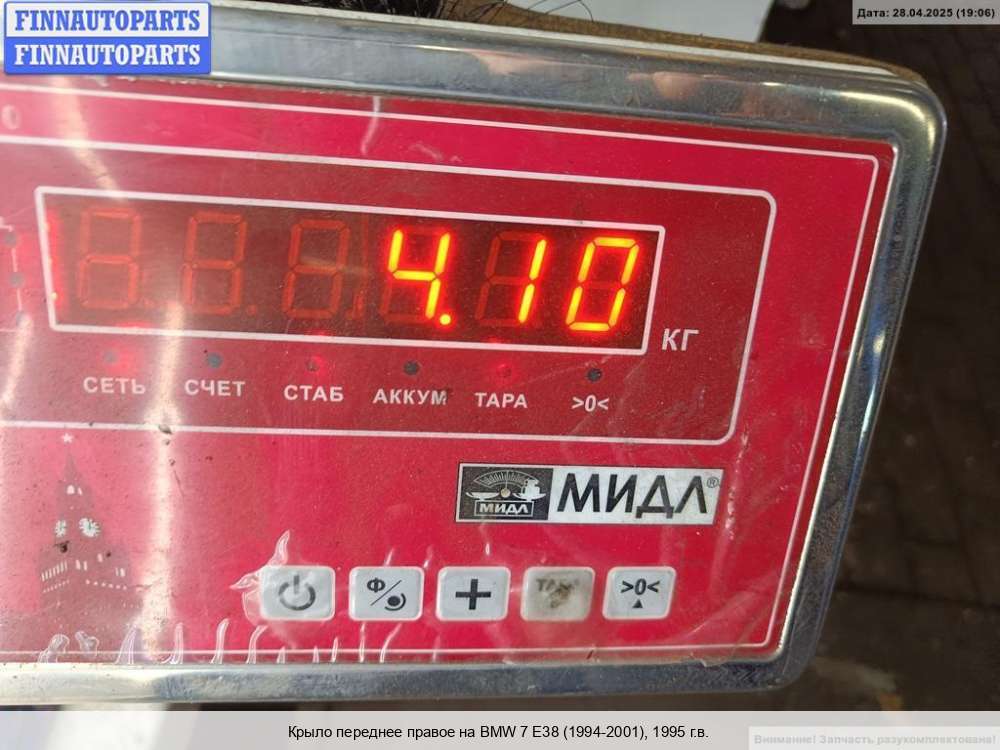 FINNAUTOPARTS
FINNAUTOPARTS
Дата: 28.04.2025 (19:06)
4.10
КГ
СЕТЬ СЧЕТ СТАБ АККУМ ТАРА >0<
МИДЛ МИДЛ®
Ф +  >0<
Крыло переднее правое на BMW 7 E38 (1994-2001), 1995 г.в.
Внимание! Запчасть разукомплектована!